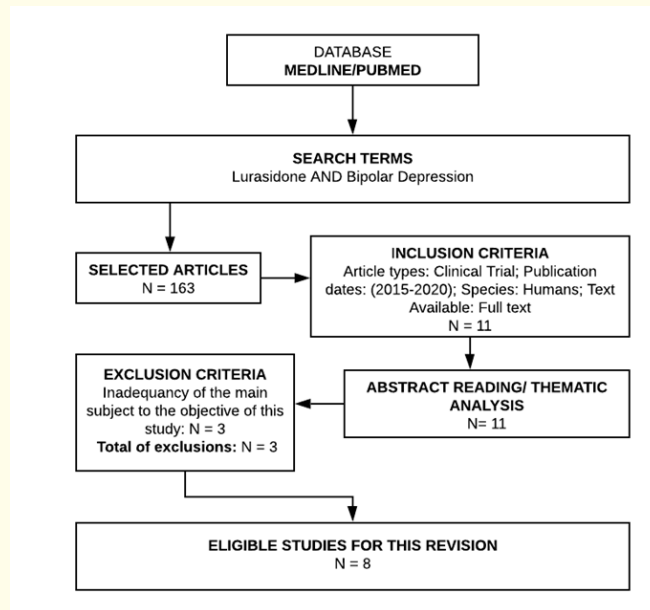 DATABASE
MEDLINE/PUBMED
SEARCH TERMS
Lurasidone AND Bipolar Depression
SELECTED ARTICLES
N = 163
INCLUSION CRITERIA
Article types: Clinical Trial; Publication
dates: (2015-2020); Species: Humans; Text
Available: Full text
N = 11
ABSTRACT READING/ THEMATIC
ANALYSIS
N= 11
EXCLUSION CRITERIA
Inadequancy of the main
subject to the objective of this
study: N = 3
Total of exclusions: N = 3
ELIGIBLE STUDIES FOR THIS REVISION
N = 8